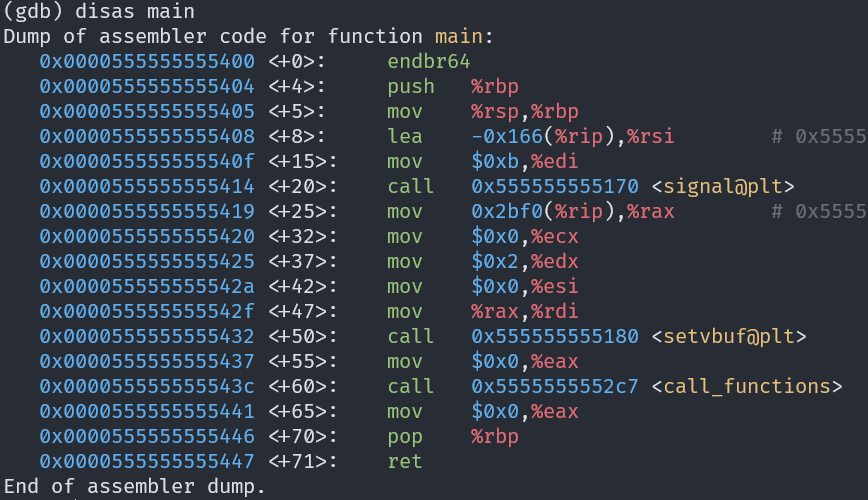 (gdb) disas main
Dump of assembler code for function main:
   0x0000555555555400 <+0>:     endbr64
   0x0000555555555404 <+4>:     push   %rbp
   0x0000555555555405 <+5>:     mov    %rsp,%rbp
   0x0000555555555408 <+8>:     lea    -0x166(%rip),%rsi        # 0x5555
   0x000055555555540f <+15>:    mov    $0xb,%edi
   0x0000555555555414 <+20>:    call   0x555555555170 <signal@plt>
   0x0000555555555419 <+25>:    mov    0x2bf0(%rip),%rax        # 0x5555
   0x0000555555555420 <+32>:    mov    $0x0,%ecx
   0x0000555555555425 <+37>:    mov    $0x2,%edx
   0x000055555555542a <+42>:    mov    $0x0,%esi
   0x000055555555542f <+47>:    mov    %rax,%rdi
   0x0000555555555432 <+50>:    call   0x555555555180 <setvbuf@plt>
   0x0000555555555437 <+55>:    mov    $0x0,%eax
   0x000055555555543c <+60>:    call   0x5555555552c7 <call_functions>
   0x0000555555555441 <+65>:    mov    $0x0,%eax
   0x0000555555555446 <+70>:    pop    %rbp
   0x0000555555555447 <+71>:    ret
End of assembler dump.